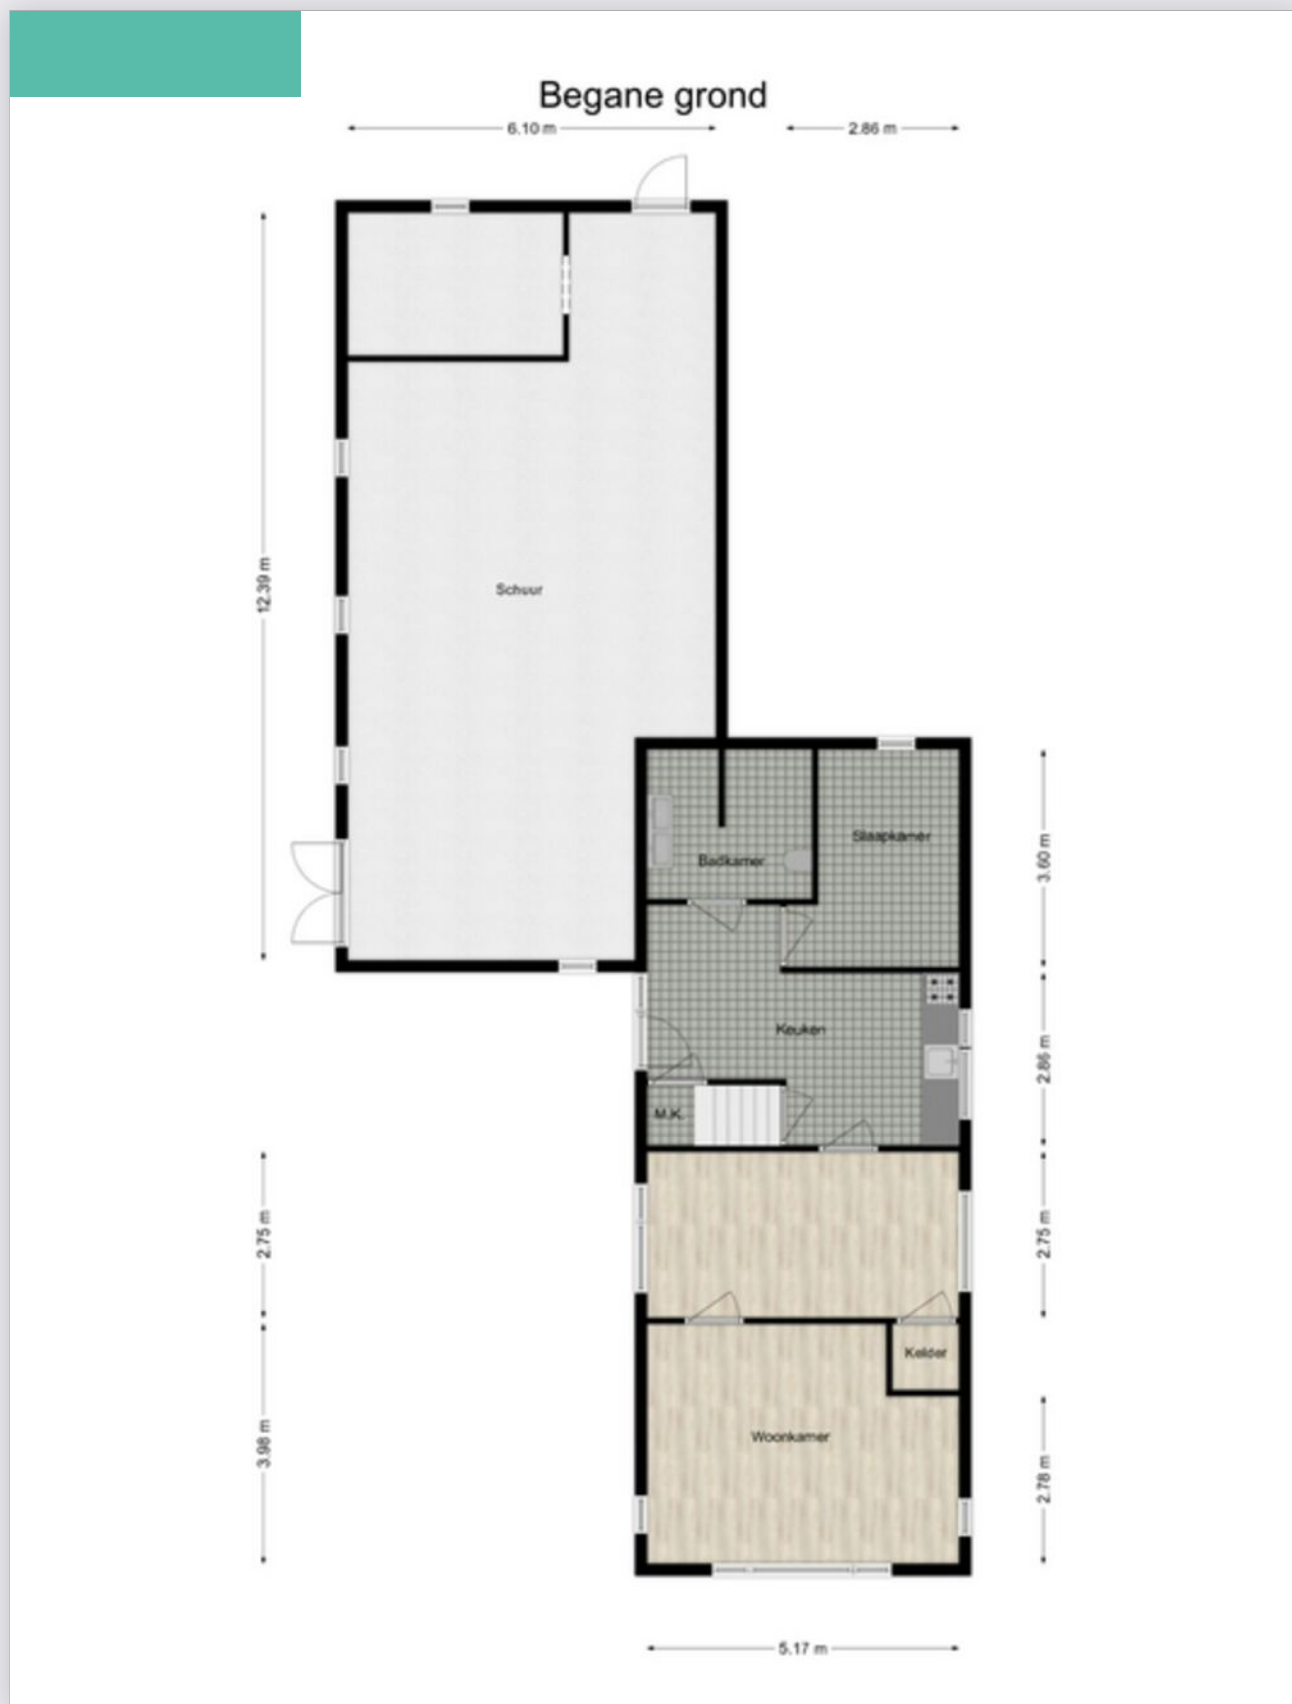 Begane grond
6.10 m
2.86 m
12.39 m
Schuur
Slaapkamer
Badkamer
3.60 m
Keuken
2.86 m
M.K.
2.75 m
2.75 m
Kelder
Woonkamer
3.98 m
2.78 m
5.17 m